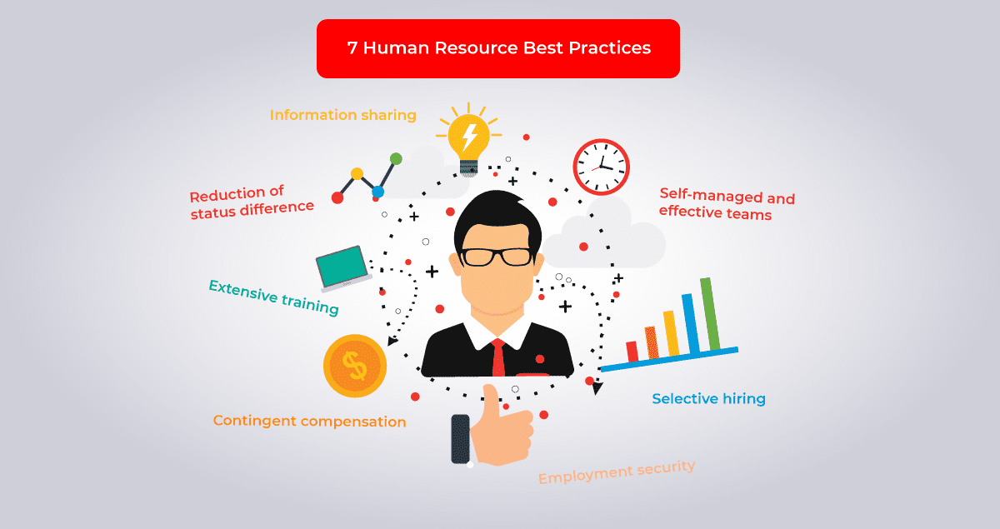 7 Human Resource Best Practices
Information sharing
Reduction of
status difference
Self-managed and
effective teams
Extensive training
Selective hiring
Contingent compensation
Employment security
$